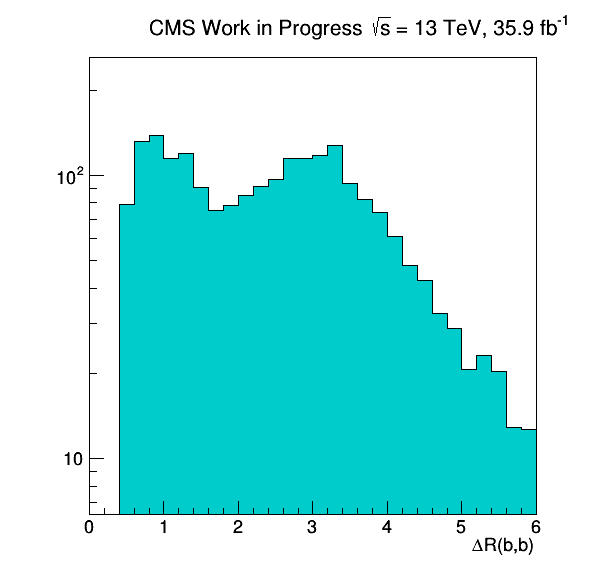 CMS Work in Progress √s = 13 TeV, 35.9 fb⁻¹
10²
10
0 1 2 3 4 5 6
ΔR(b,b)